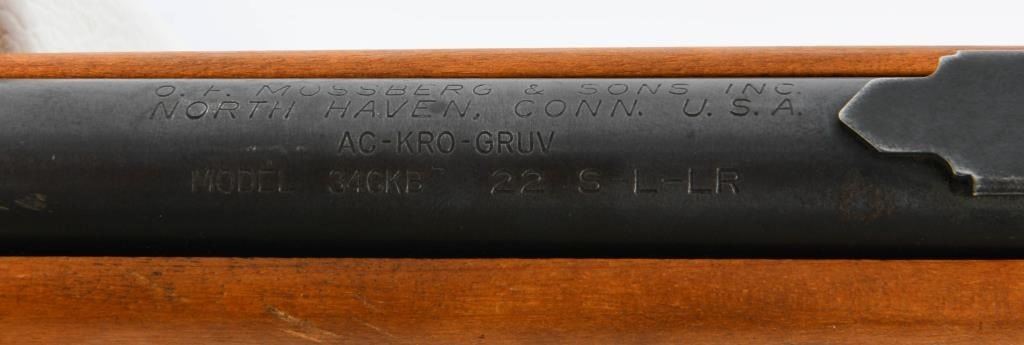 O. F. MOSSBERG & SONS INC.
NORTH HAVEN, CONN. U.S.A.
AC-KRO-GRUV
MODEL 346KB 22 S-L-LR